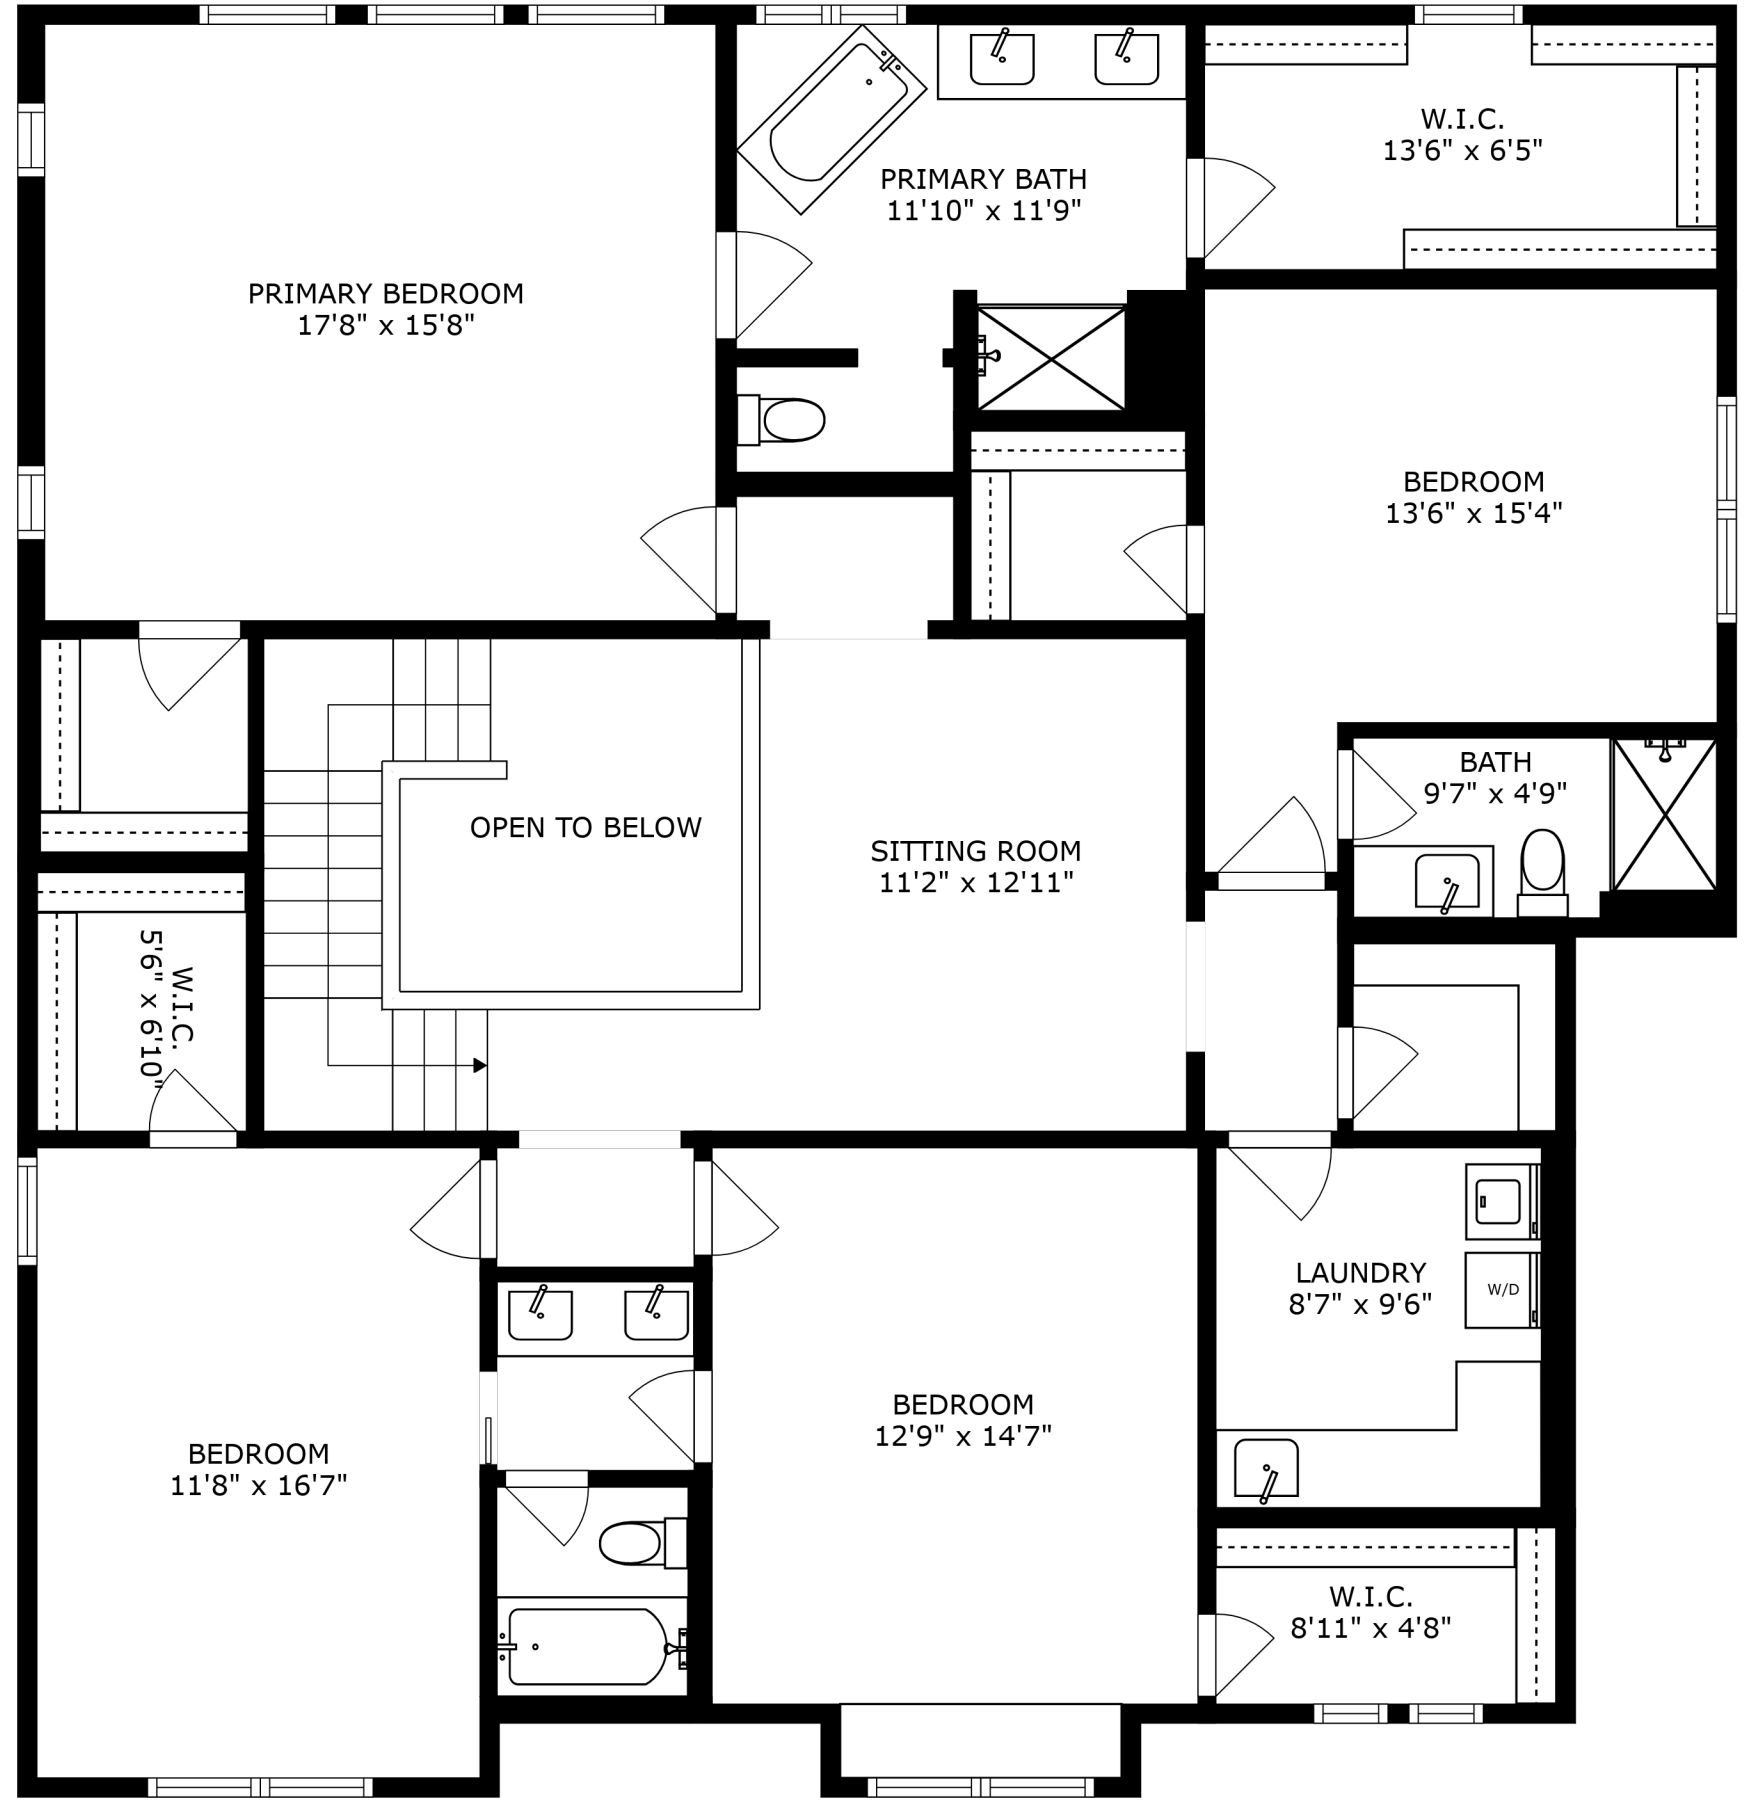 W.I.C.
13'6" x 6'5"
PRIMARY BATH
11'10" x 11'9"
PRIMARY BEDROOM
17'8" x 15'8"
BEDROOM
13'6" x 15'4"
BATH
9'7" x 4'9"
OPEN TO BELOW
SITTING ROOM
11'2" x 12'11"
W.I.C.
5'6" x 6'10"
LAUNDRY
8'7" x 9'6"
W/D
BEDROOM
12'9" x 14'7"
BEDROOM
11'8" x 16'7"
W.I.C.
8'11" x 4'8"